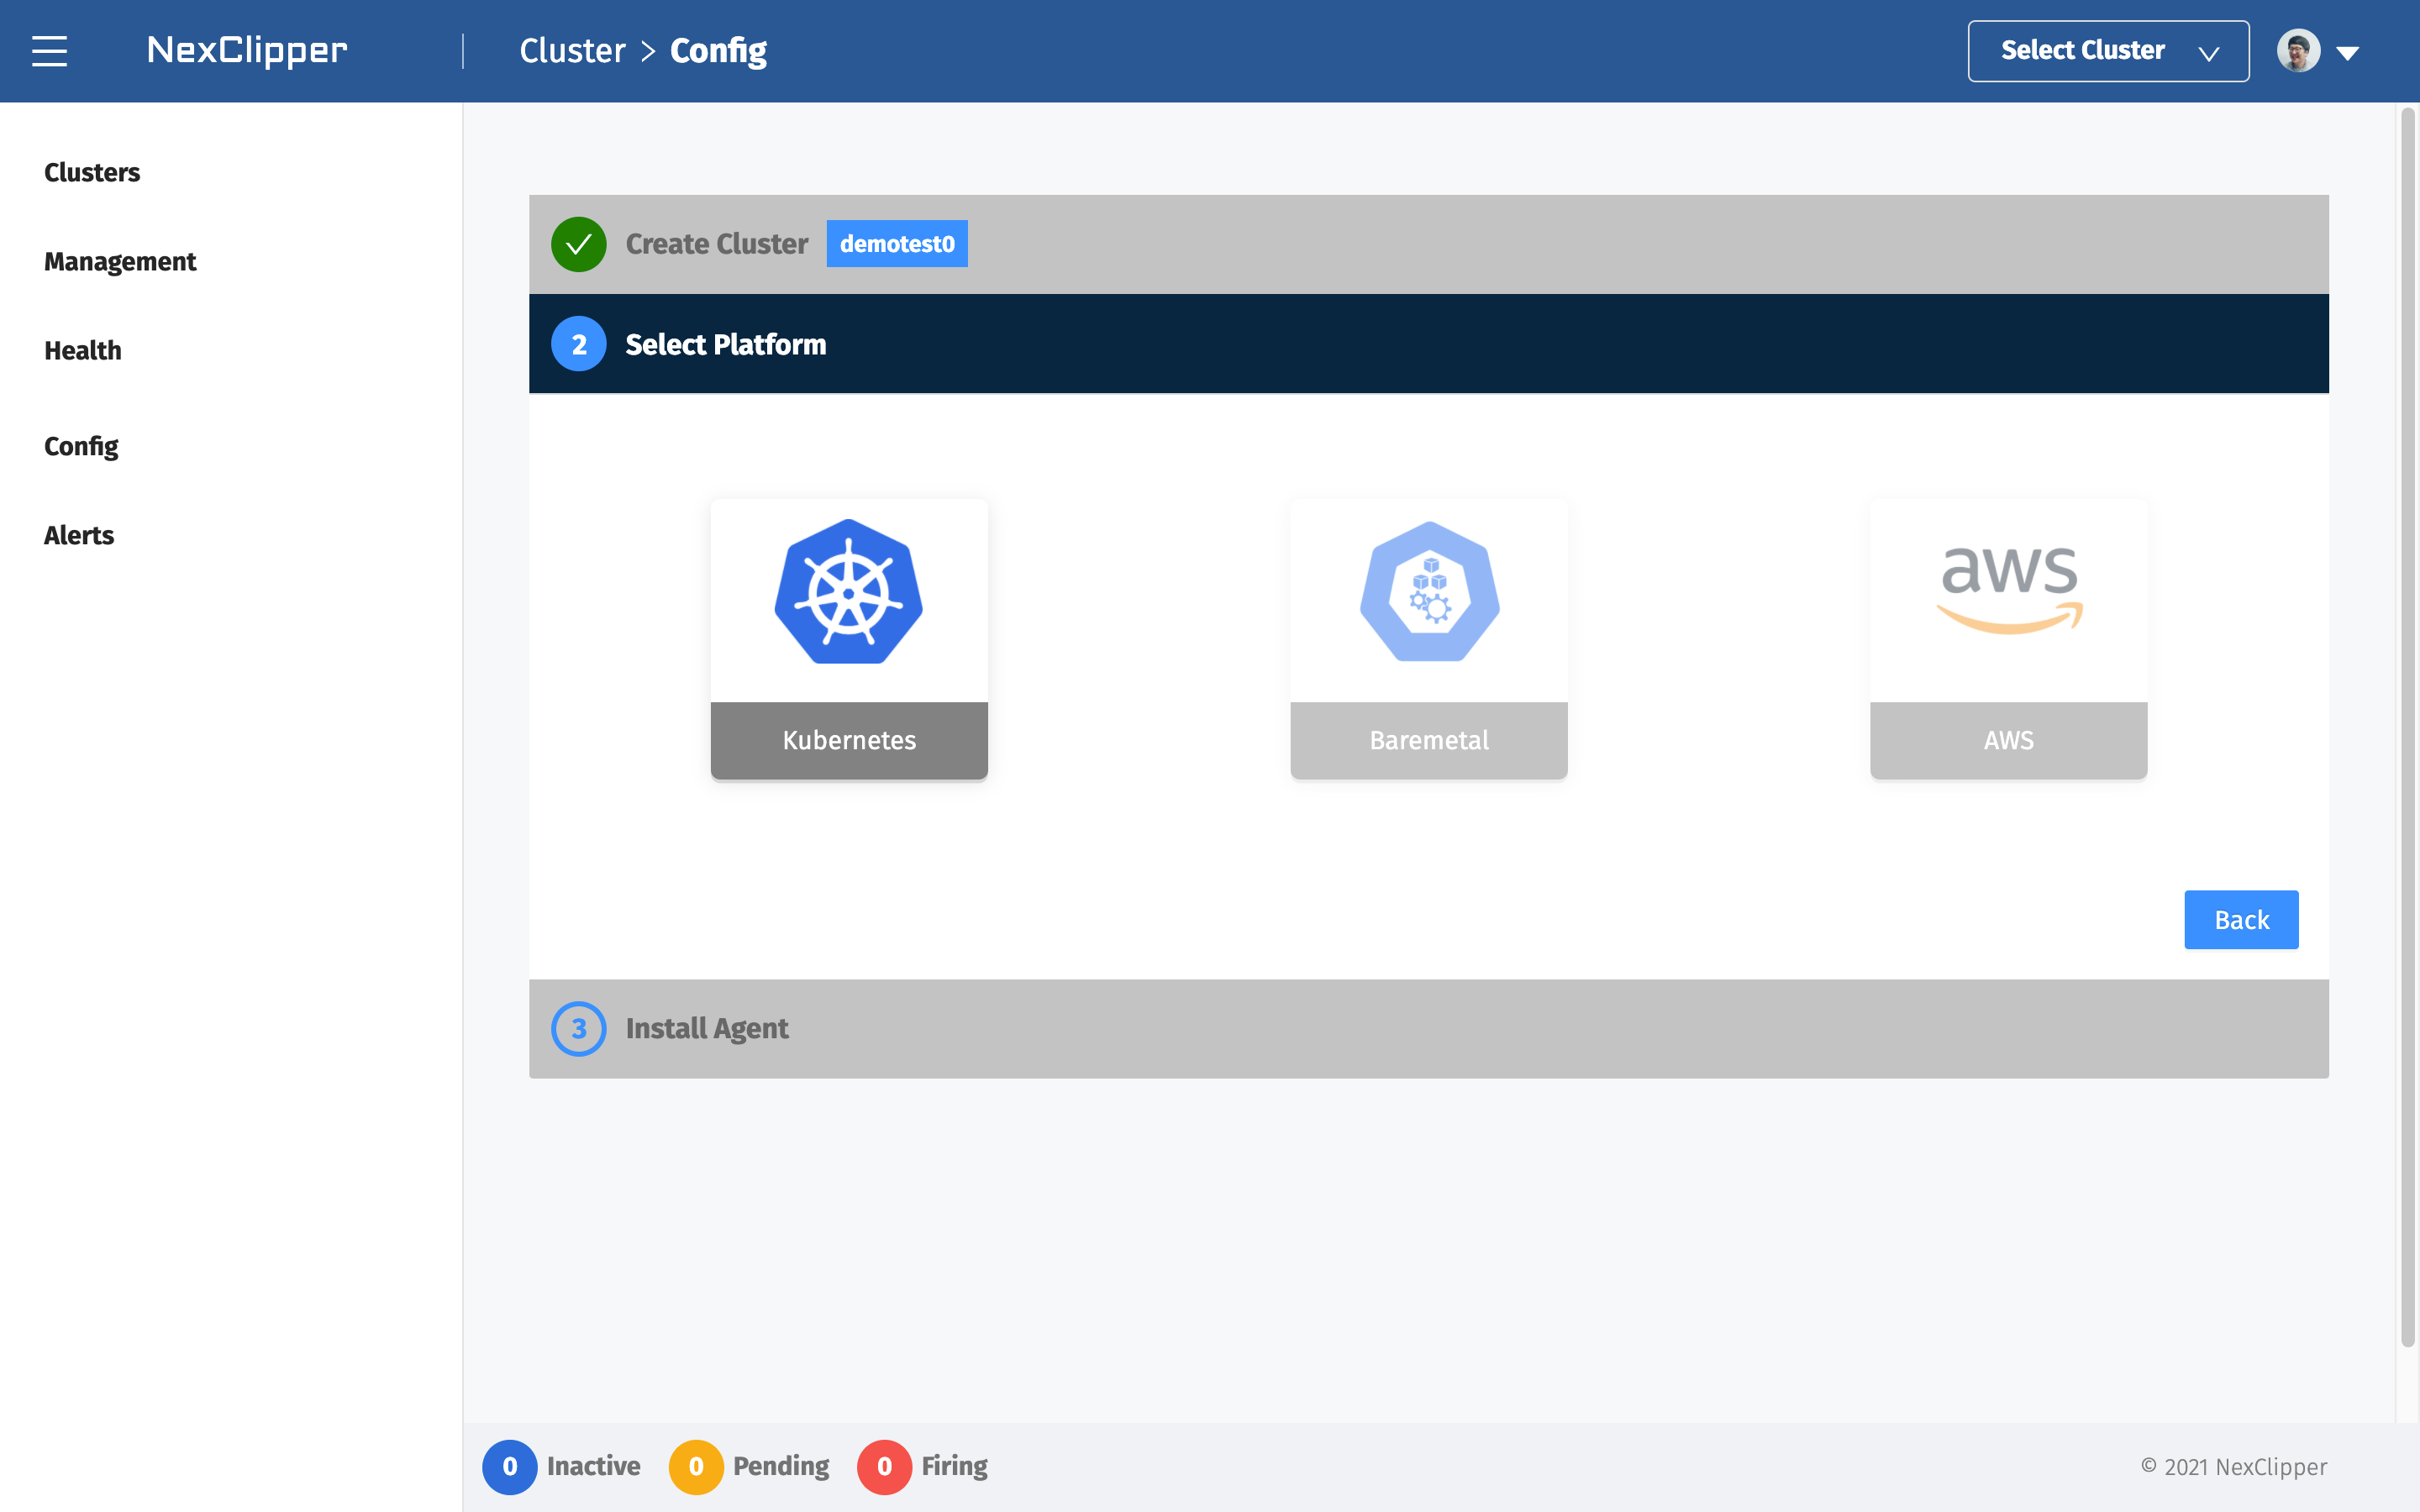 NexClipper
Cluster > Config
Select Cluster
Clusters
Management
Health
Config
Alerts
Create Cluster demotest0
2 Select Platform
aws
Kubernetes
Baremetal
AWS
Back
3 Install Agent
0 Inactive 0 Pending 0 Firing
© 2021 NexClipper